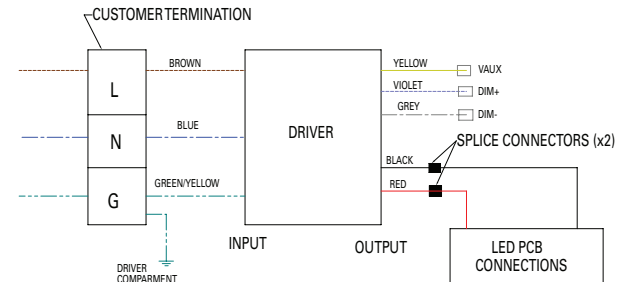 CUSTOMER TERMINATION
BROWN
L
BLUE
N
GREEN/YELLOW
G
DRIVER
COMPARMENT
INPUT
DRIVER
OUTPUT
YELLOW
VAUX
VIOLET
DIM+
GREY
DIM-
SPLICE CONNECTORS (x2)
BLACK
RED
LED PCB
CONNECTIONS